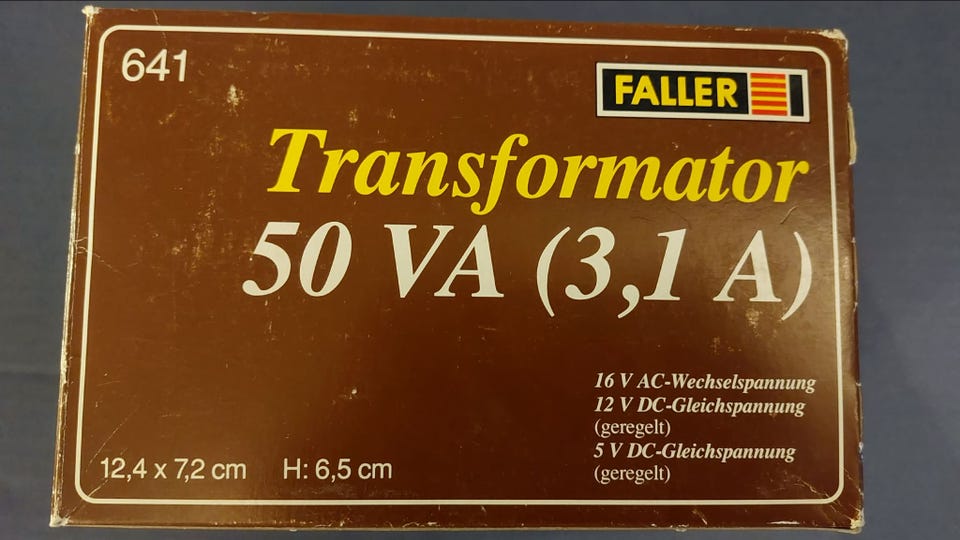 641
FALLER
Transformator
50 VA (3,1 A)
16 V AC-Wechselspannung
12 V DC-Gleichspannung
(geregelt)
5 V DC-Gleichspannung
(geregelt)
12,4 x 7,2 cm H: 6,5 cm